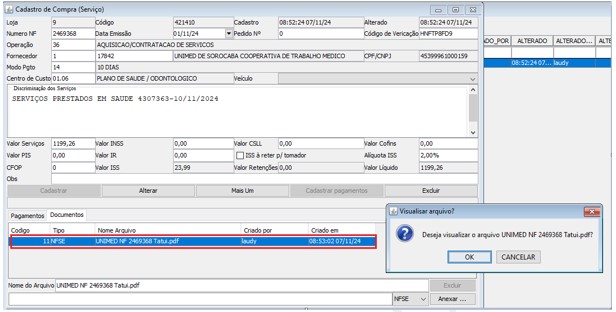 Cadastro de Compra (Serviço)
Loja 9 Código 421410 Cadastro 08:52:24 07/11/24 Alterado 08:52:24 07/11/24
Numero NF 2469368 Data Emissão 01/11/24 Pedido Nº 0 Código de Vericação HNFTP8FD9
Operação 36 AQUISICAO/CONTRATACAO DE SERVICOS
Fornecedor 1 17842 UNIMED DE SOROCABA COOPERATIVA DE TRABALHO MEDICO CPF/CNPJ 45399961000159
Modo Pgto 14 10 DIAS
Centro de Custo 01.06 PLANO DE SAUDE / ODONTOLOGICO Veículo
Discriminação dos Serviços
SERVIÇOS PRESTADOS EM SAUDE 4307363-10/11/2024
Valor Serviços 1199,26 Valor INSS 0,00 Valor CSLL 0,00 Valor Cofins 0,00
Valor PIS 0,00 Valor IR 0,00 ISS à reter p/ tomador Alíquota ISS 2,00%
CFOP 0 Valor ISS 23,99 Valor Retenções 0,00 Valor Líquido 1199,26
Obs
Cadastrar Alterar Mais Um Cadastrar pagamentos Excluir
Pagamentos Documentos
Codigo Tipo Nome Arquivo Criado por Criado em
11 NFSE UNIMED NF 2469368 Tatui.pdf laudy 08:53:02 07/11/24
Nome do Arquivo UNIMED NF 2469368 Tatui.pdf Excluir
NFSE Anexar ...
DO_POR ALTERADO ALTERADO... ALT
08:52:24 07... laudy
Visualisar arquivo?
Deseja visualizar o arquivo UNIMED NF 2469368 Tatui.pdf?
OK CANCELAR